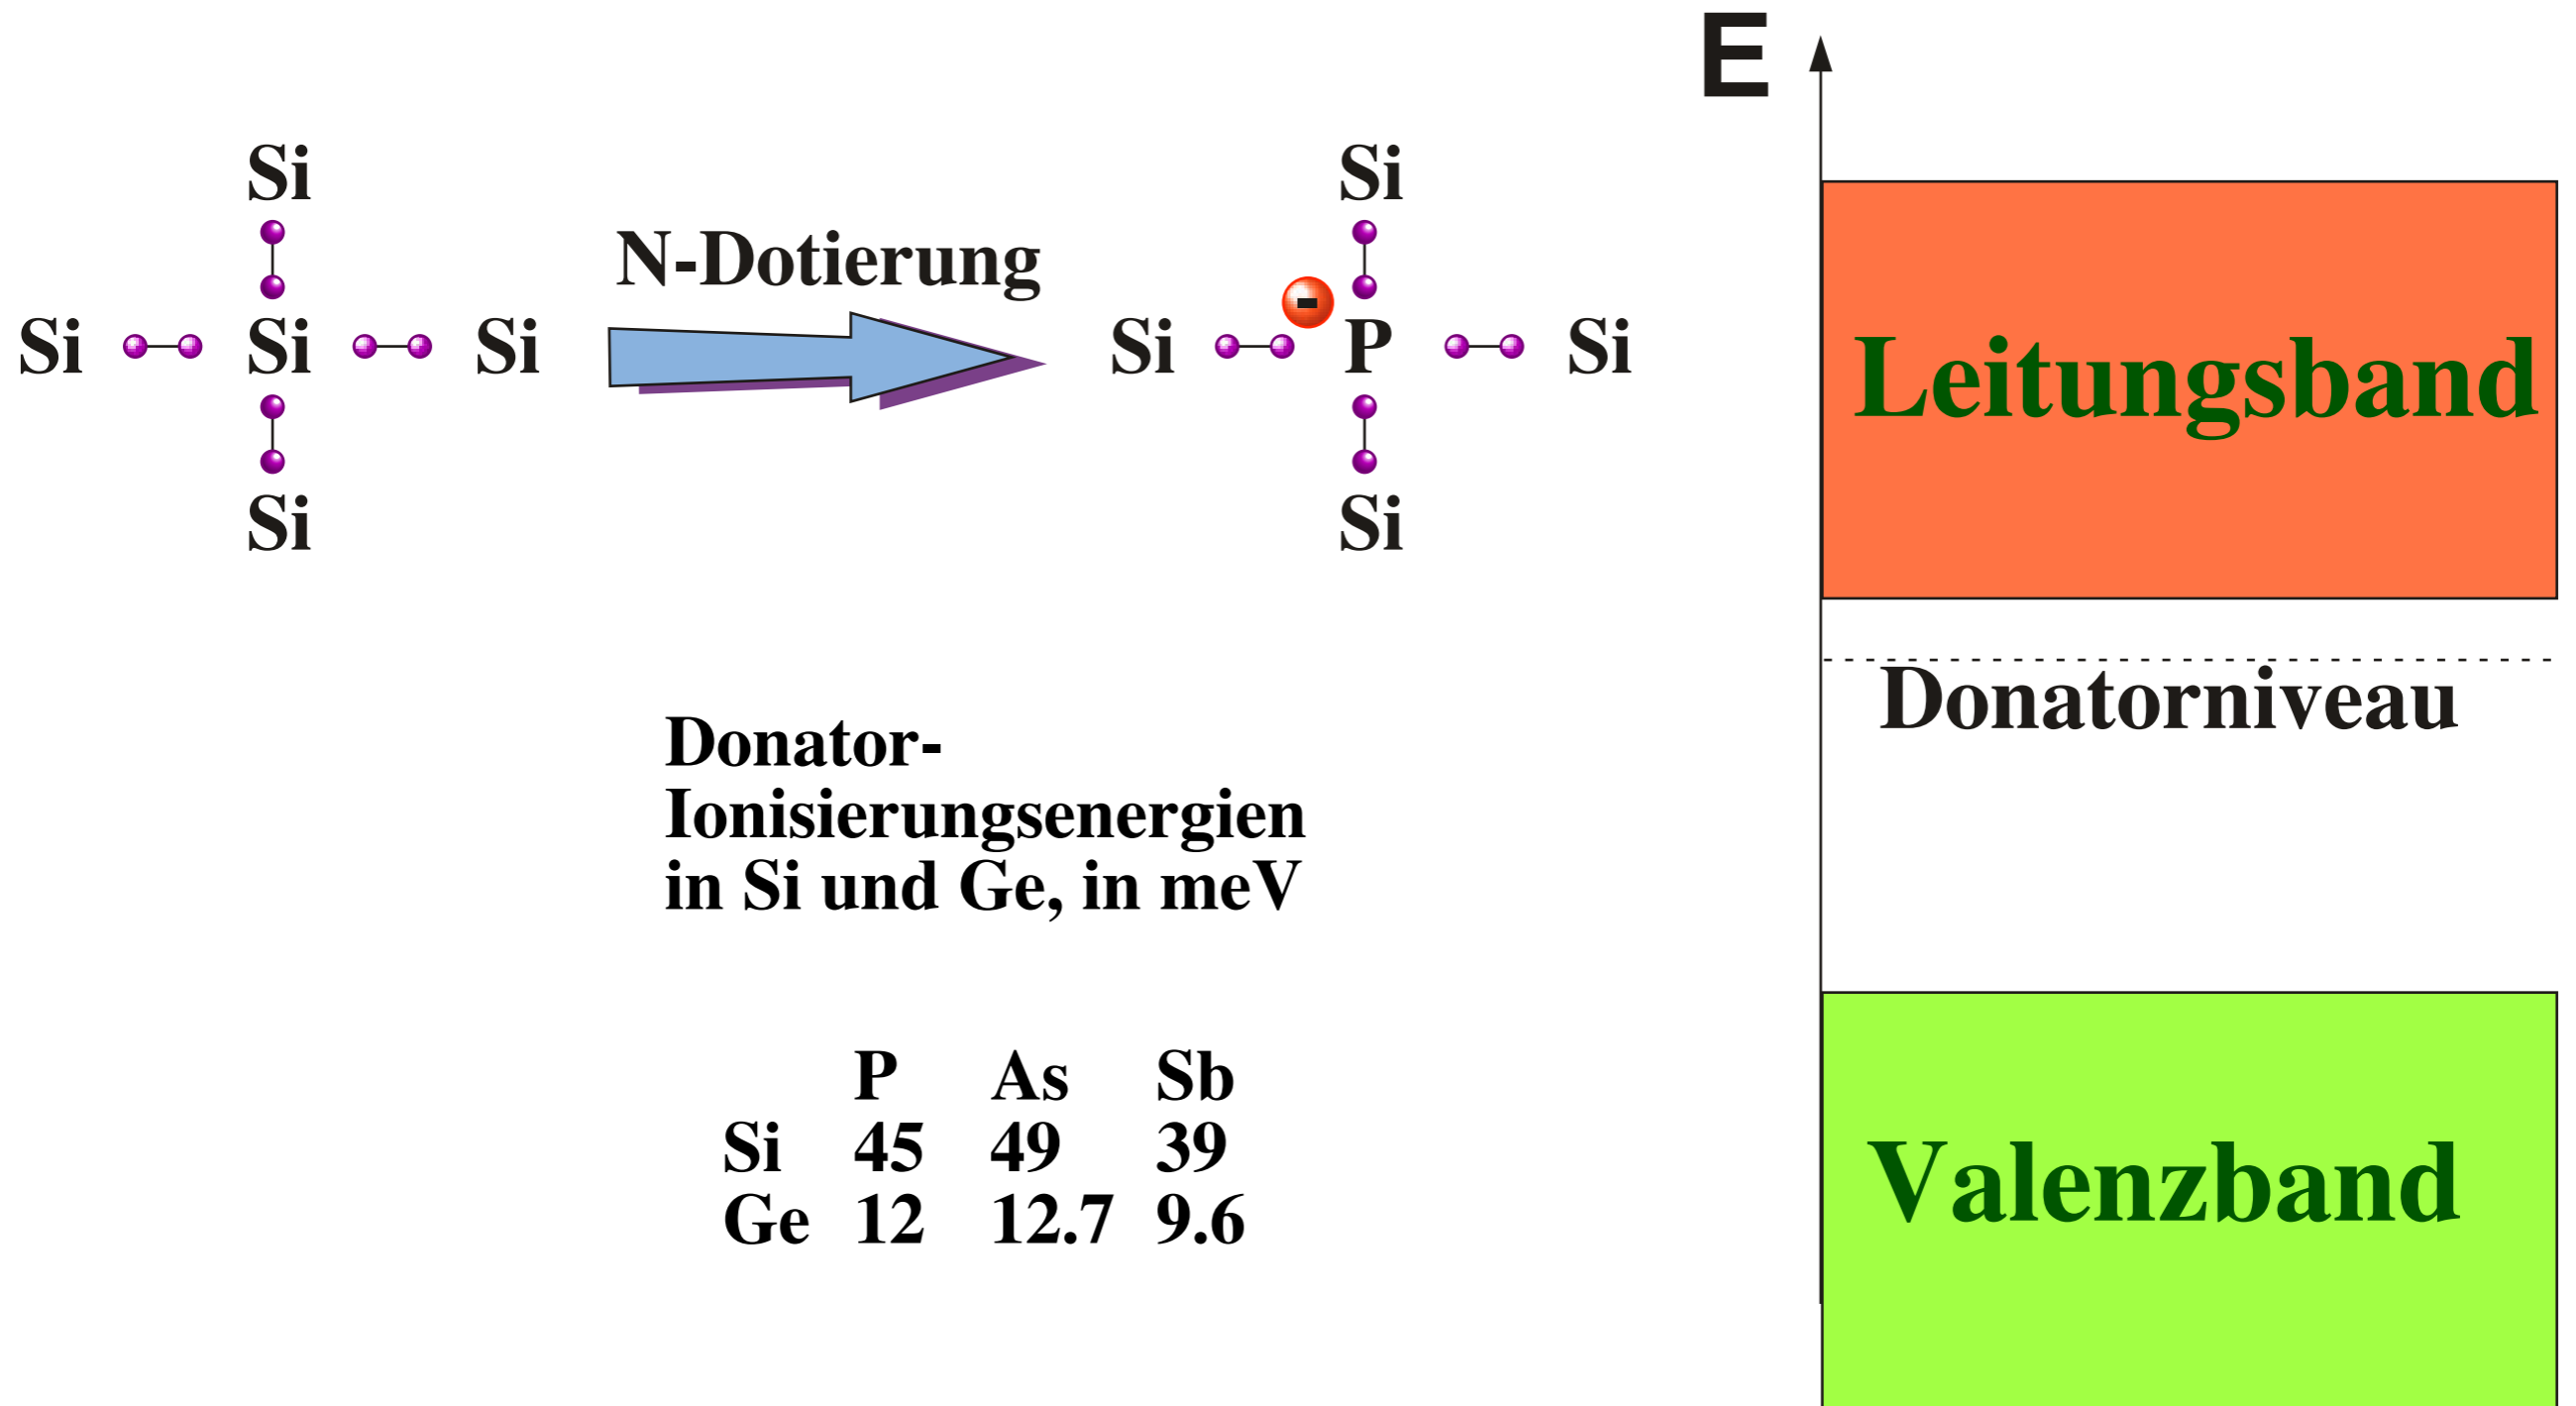 E
Si
N-Dotierung
Si Si Si
Si
Si
-
Si P Si
Si
Leitungsband
Donatorniveau
Valenzband
Donator-
Ionisierungsenergien
in Si und Ge, in meV
P As Sb
Si 45 49 39
Ge 12 12.7 9.6